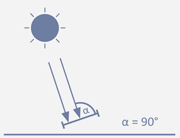 α
α = 90°